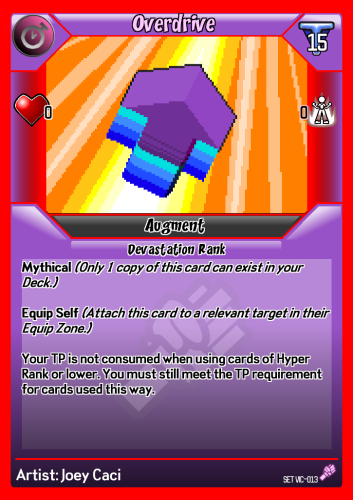 Overdrive
15
0
0
Augment
Devastation Rank
Mythical (Only 1 copy of this card can exist in your
Deck.)
Equip Self (Attach this card to a relevant target in their
Equip Zone.)
Your TP is not consumed when using cards of Hyper
Rank or lower. You must still meet the TP requirement
for cards used this way.
Artist: Joey Caci
SET VIC-013